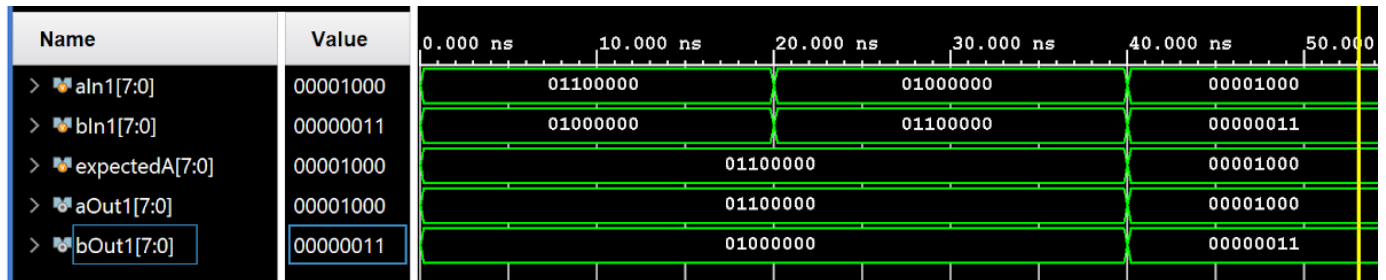 Name Value 0.000 ns 10.000 ns 20.000 ns 30.000 ns 40.000 ns 50.000
aIn1[7:0] 00001000 01100000 01000000 00001000
bIn1[7:0] 00000011 01000000 01100000 00000011
expectedA[7:0] 00001000 01100000 00001000
aOut1[7:0] 00001000 01100000 00001000
bOut1[7:0] 00000011 01000000 00000011